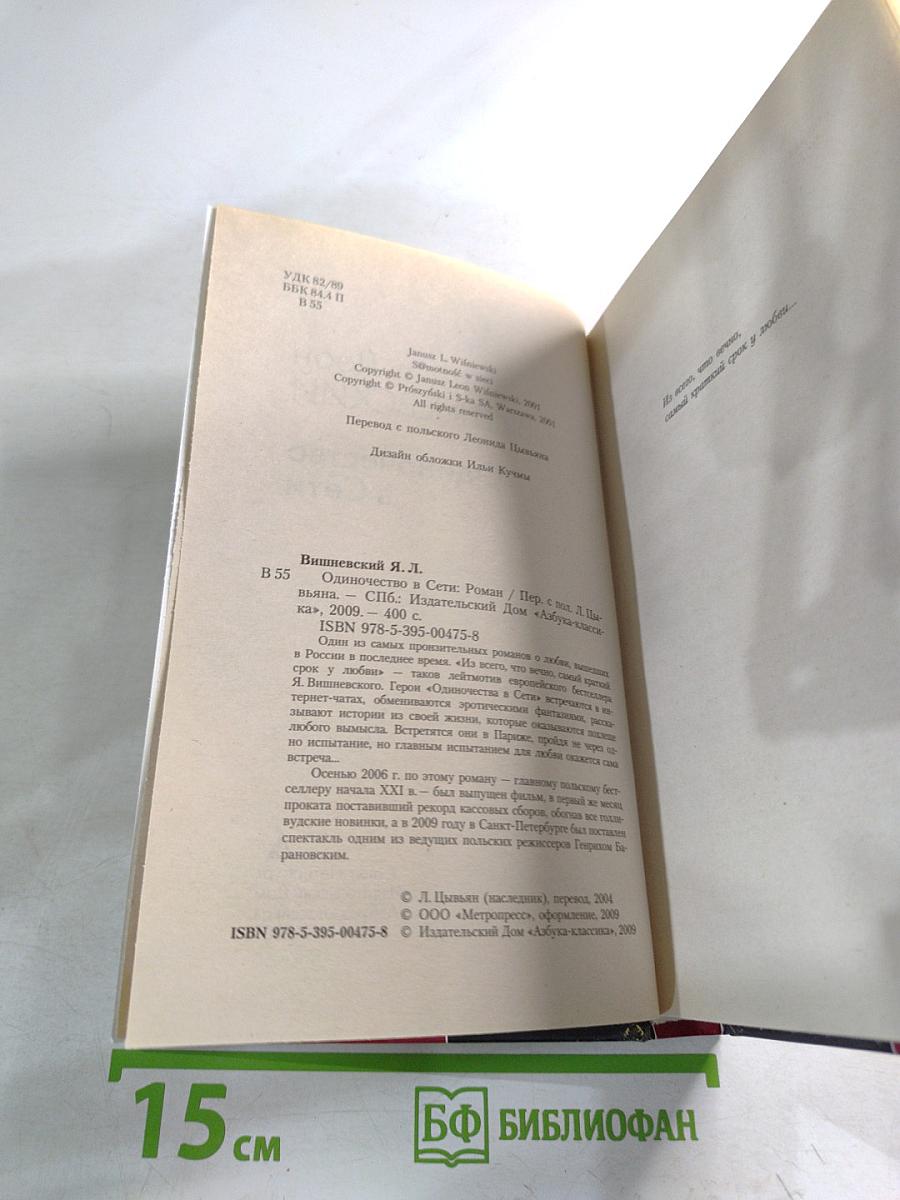 УДК 82/89
ББК 84.4 П
В 55
Janusz L. Wiśniewski
S@motność w sieci
Copyright © Janusz Leon Wiśniewski, 2001
Copyright © Prószyński i S-ka SA, Warszawa, 2001
All rights reserved
Перевод с польского Леонида Цывьяна
Дизайн обложки Ильи Кучмы
Вишневский Я. Л.
В 55 Одиночество в Сети: Роман / Пер. с пол. Л. Цы-
вьяна. — СПб.: Издательский Дом «Азбука-класси-
ка», 2009. — 400 с.
ISBN 978-5-395-00475-8
Один из самых пронзительных романов о любви, вышедших
в России в последнее время. «Из всего, что вечно, самый краткий
срок у любви» — таков лейтмотив европейского бестселлера
Я. Вишневского. Герои «Одиночества в Сети» встречаются в ин-
тернет-чатах, обмениваются эротическими фантазиями, расска-
зывают истории из своей жизни, которые оказываются похлеще
любого вымысла. Встретятся они в Париже, пройдя не через од-
но испытание, но главным испытанием для любви окажется сама
встреча...
Осенью 2006 г. по этому роману — главному польскому бест-
селлеру начала XXI в. — был выпущен фильм, в первый же месяц
проката поставивший рекорд кассовых сборов, обогнав все голли-
вудские новинки, а в 2009 году в Санкт-Петербурге был поставлен
спектакль одним из ведущих польских режиссеров Генрихом Ба-
рановским.
© Л. Цывьян (наследник), перевод, 2004
© ООО «Метропресс», оформление, 2009
ISBN 978-5-395-00475-8 © Издательский Дом «Азбука-классика», 2009
Из всего, что вечно,
самый краткий срок у любви...
15 см
БФ БИБЛИОФАН